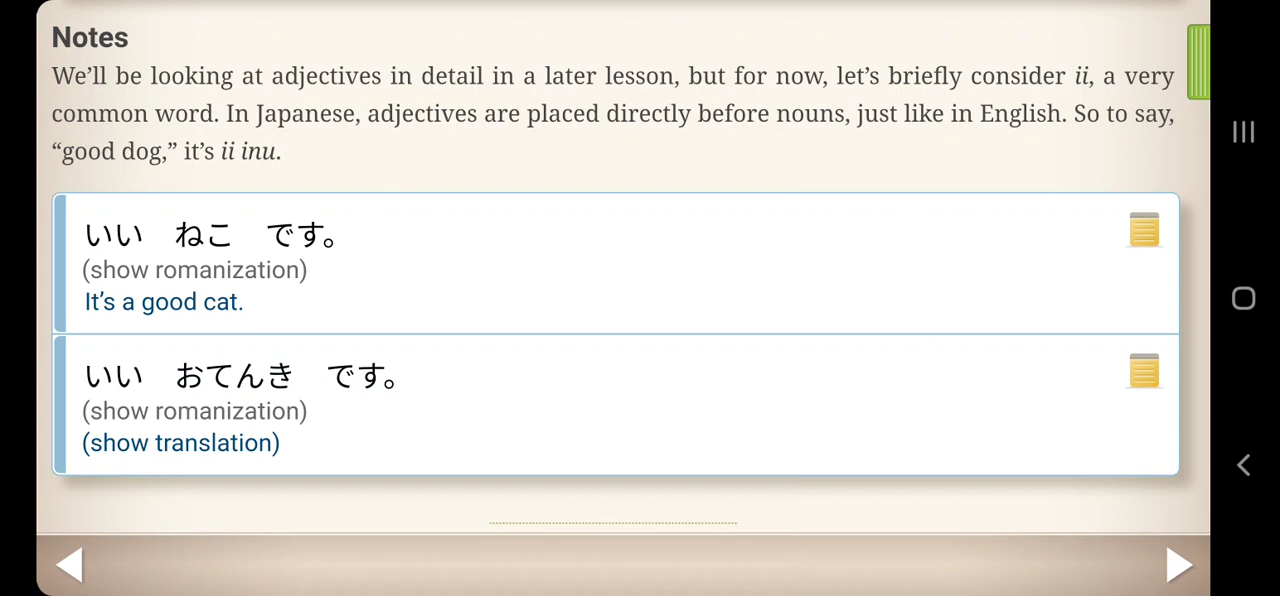 Notes
We’ll be looking at adjectives in detail in a later lesson, but for now, let’s briefly consider ii, a very
common word. In Japanese, adjectives are placed directly before nouns, just like in English. So to say,
“good dog,” it’s ii inu.
いい　ねこ　です。
(show romanization)
It’s a good cat.
いい　おてんき　です。
(show romanization)
(show translation)